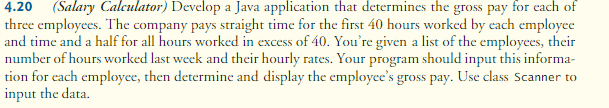 4.20 (Salary Calculator) Develop a Java application that determines the gross pay for each of
three employees. The company pays straight time for the first 40 hours worked by each employee
and time and a half for all hours worked in excess of 40. You're given a list of the employees, their
number of hours worked last week and their hourly rates. Your program should input this informa-
tion for each employee, then determine and display the employee's gross pay. Use class Scanner to
input the data.